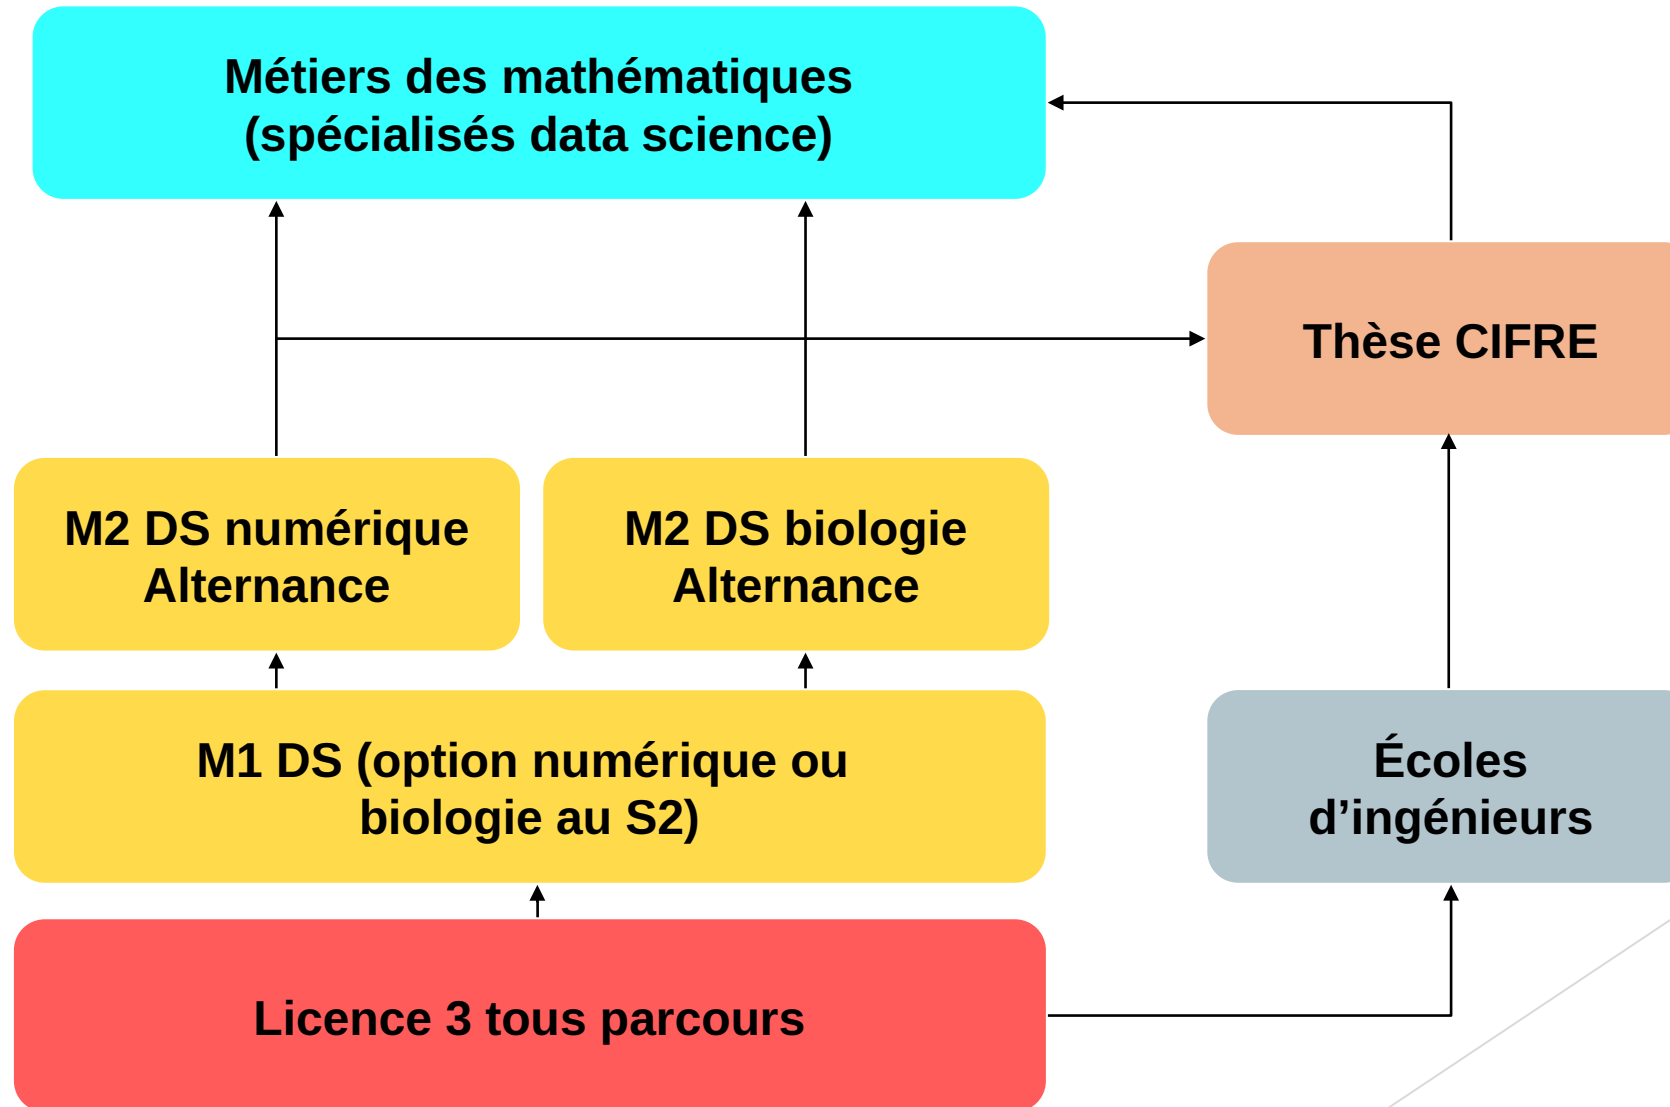 Métiers des mathématiques
(spécialisés data science)
Thèse CIFRE
M2 DS numérique
Alternance
M2 DS biologie
Alternance
M1 DS (option numérique ou
biologie au S2)
Écoles
d’ingénieurs
Licence 3 tous parcours